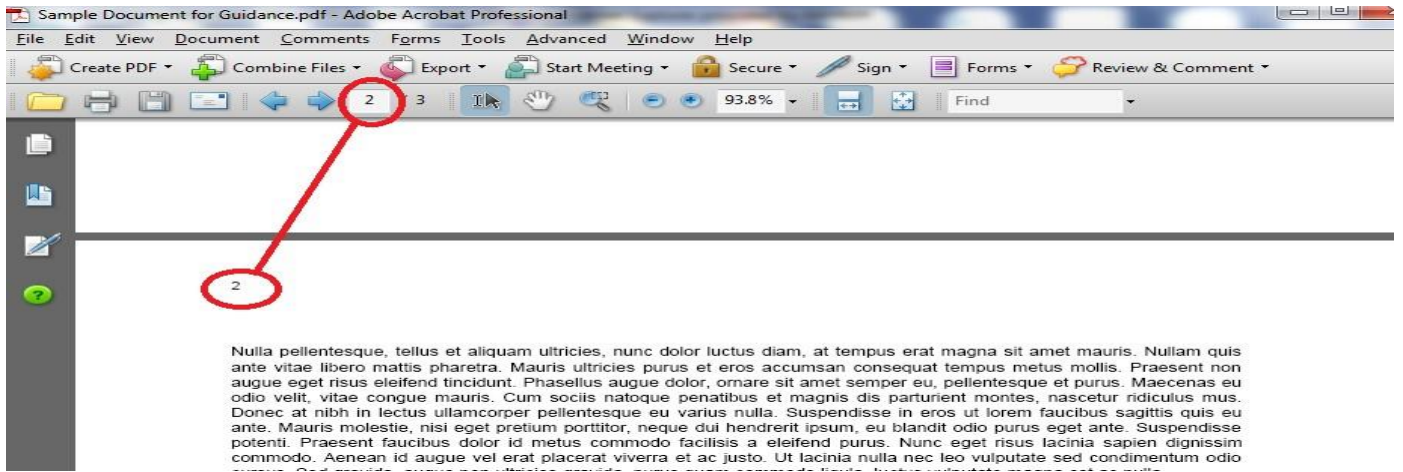 Sample Document for Guidance.pdf - Adobe Acrobat Professional
File Edit View Document Comments Forms Tools Advanced Window Help
Create PDF Combine Files Export Start Meeting Secure Sign Forms Review & Comment
2 / 3 93.8% Find
2
Nulla pellentesque, tellus et aliquam ultricies, nunc dolor luctus diam, at tempus erat magna sit amet mauris. Nullam quis
ante vitae libero mattis pharetra. Mauris ultricies purus et eros accumsan consequat tempus metus mollis. Praesent non
augue eget risus eleifend tincidunt. Phasellus augue dolor, ornare sit amet semper eu, pellentesque et purus. Maecenas eu
odio velit, vitae congue mauris. Cum sociis natoque penatibus et magnis dis parturient montes, nascetur ridiculus mus.
Donec at nibh in lectus ullamcorper pellentesque eu varius nulla. Suspendisse in eros ut lorem faucibus sagittis quis eu
ante. Mauris molestie, nisi eget pretium porttitor, neque dui hendrerit ipsum, eu blandit odio purus eget ante. Suspendisse
potenti. Praesent faucibus dolor id metus commodo facilisis a eleifend purus. Nunc eget risus lacinia sapien dignissim
commodo. Aenean id augue vel erat placerat viverra et ac justo. Ut lacinia nulla nec leo vulputate sed condimentum odio